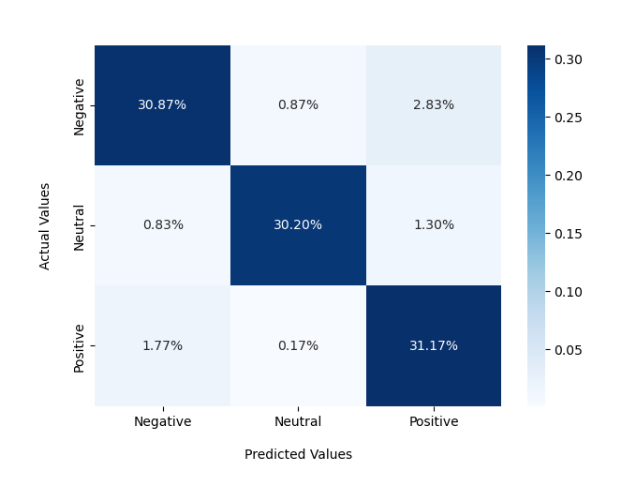 Actual Values
Negative
30.87%
0.87%
2.83%
Neutral
0.83%
30.20%
1.30%
Positive
1.77%
0.17%
31.17%
Negative
Neutral
Positive
Predicted Values
0.30
0.25
0.20
0.15
0.10
0.05